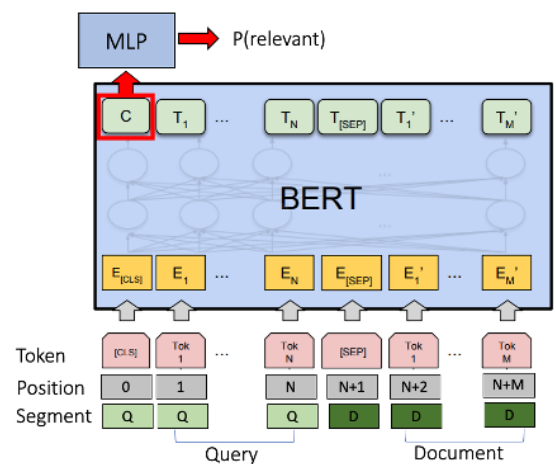 MLP P(relevant)
C T1 ... TN T[SEP] T1' ... TM'
...
BERT
...
E[CLS] E1 ... EN E[SEP] E1' ... EM'
Token [CLS] Tok 1 ... Tok N [SEP] Tok 1 ... Tok M
Position 0 1 N N+1 N+2 N+M
Segment Q Q Q D D D
Query Document